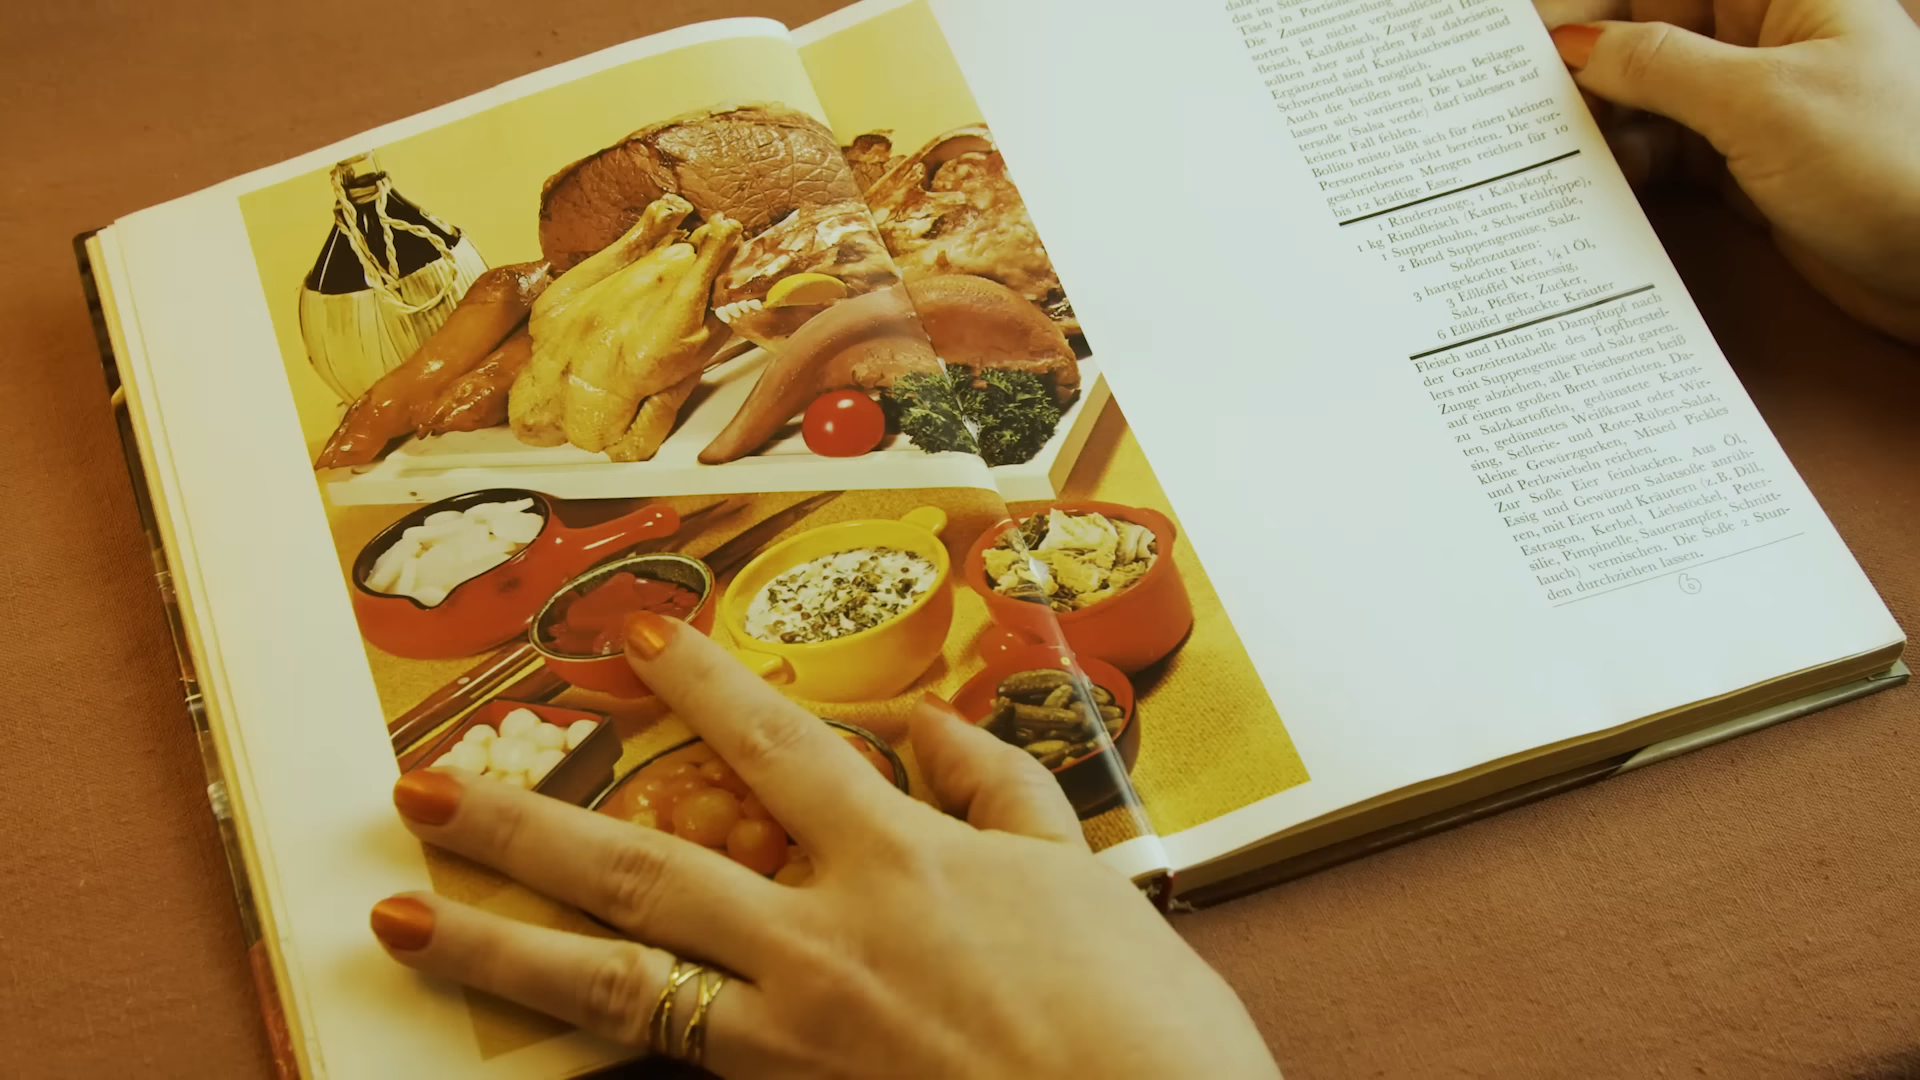 das im
Tisch in Portionen
Die Zusammenstellung
sorten ist nicht verbindlich
fleisch, Kalbfleisch, Zunge und
sollten aber auf jeden Fall dabeisein.
Ergänzend sind Knoblauchwürste und
Schweinefleisch möglich.
Auch die heißen und kalten Beilagen
lassen sich variieren. Die kalte Kräu-
tersoße (Salsa verde) darf indessen auf
keinen Fall fehlen.
Bollito misto läßt sich für einen kleinen
Personenkreis nicht bereiten. Die vor-
geschriebenen Mengen reichen für 10
bis 12 kräftige Esser.
1 Rinderzunge, 1 Kalbskopf,
1 kg Rindfleisch (Kamm, Fehlrippe),
1 Suppenhuhn, 2 Schweinefüße,
2 Bund Suppengemüse, Salz.
Soßenzutaten:
3 hartgekochte Eier, 1/8 l Öl,
3 Eßlöffel Weinessig,
Salz, Pfeffer, Zucker,
6 Eßlöffel gehackte Kräuter
Fleisch und Huhn im Dampftopf nach
der Garzeitentabelle des Topfherstel-
lers mit Suppengemüse und Salz garen.
Zunge abziehen, alle Fleischsorten heiß
auf einem großen Brett anrichten. Da-
zu Salzkartoffeln, gedünstete Karot-
ten, gedünstetes Weißkraut oder Wir-
sing, Sellerie- und Rote-Rüben-Salat,
kleine Gewürzgurken, Mixed Pickles
und Perlzwiebeln reichen.
Zur Soße Eier feinhacken. Aus Öl,
Essig und Gewürzen Salatsoße anrüh-
ren, mit Eiern und Kräutern (z. B. Dill,
Estragon, Kerbel, Liebstöckel, Peter-
silie, Pimpinelle, Sauerampfer, Schnitt-
lauch) vermischen. Die Soße 2 Stun-
den durchziehen lassen.